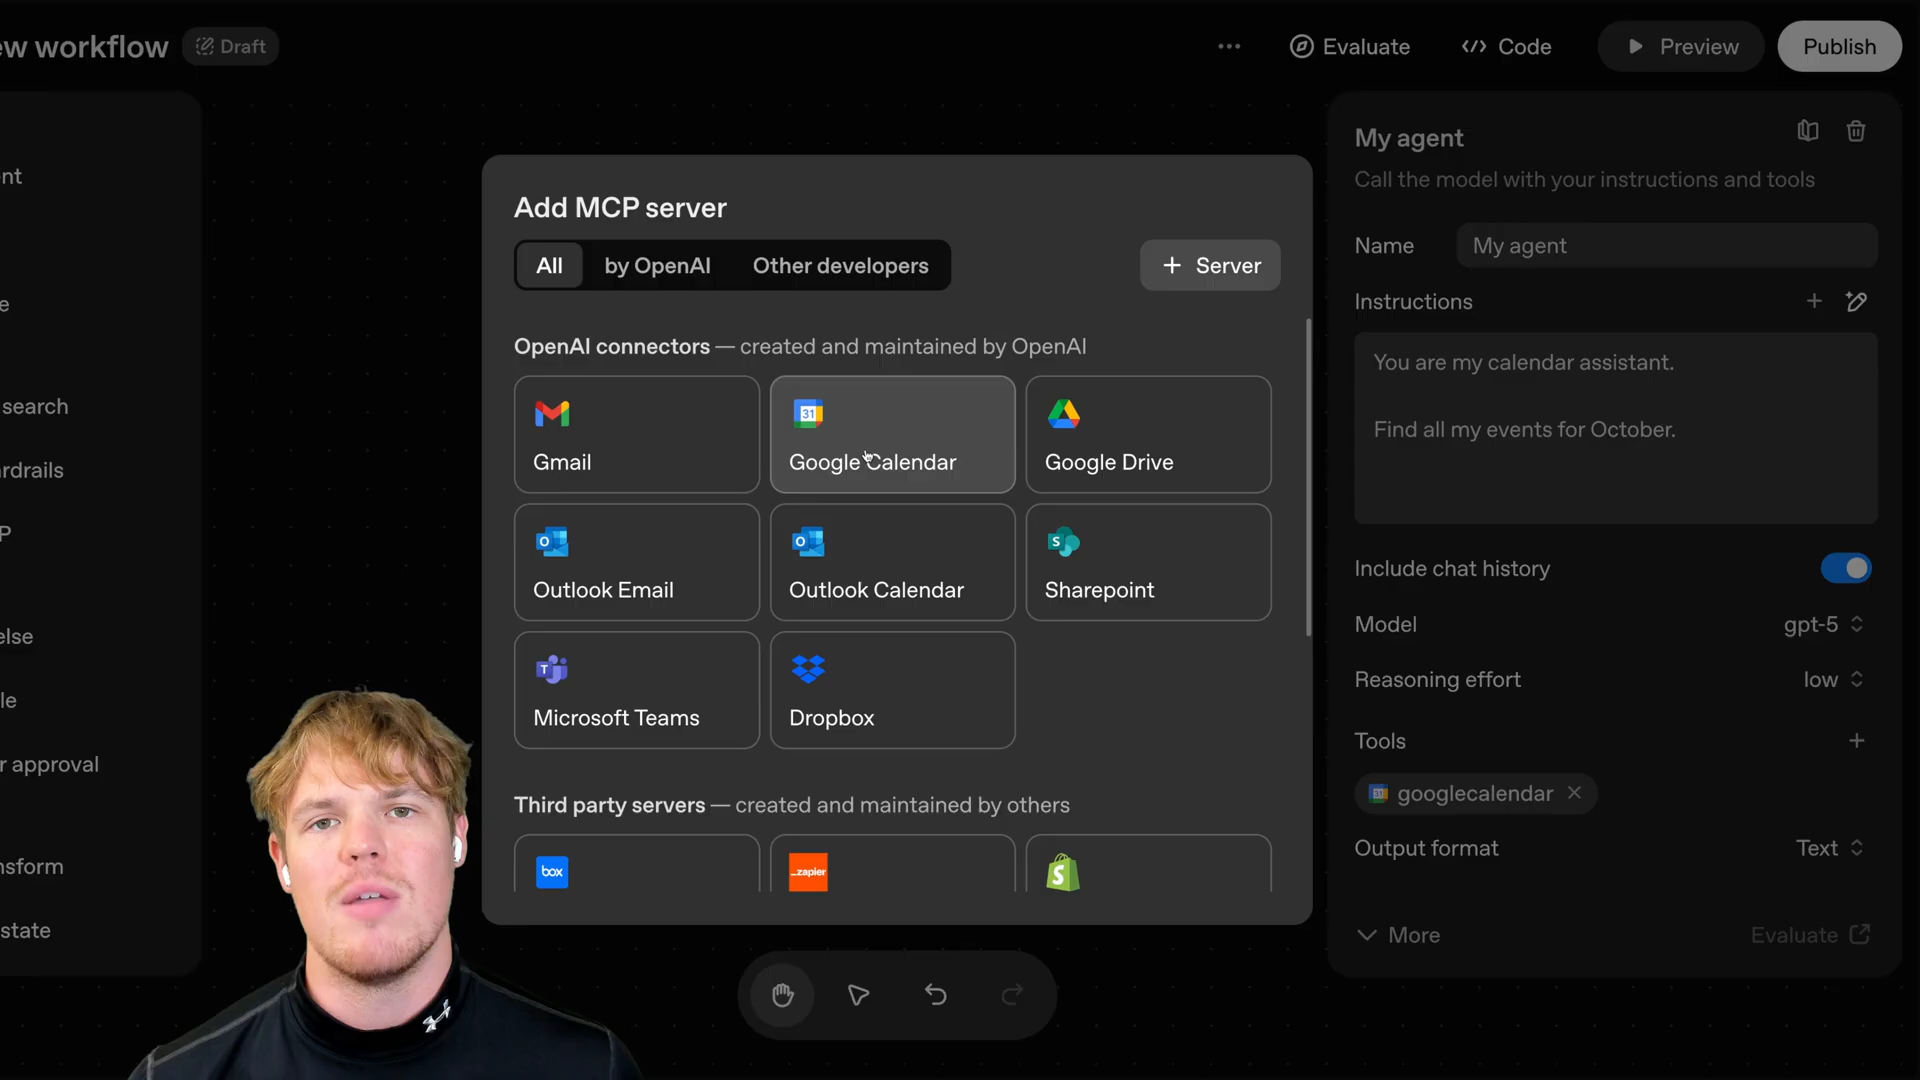 ew workflow
Draft
Evaluate
Code
Preview
Publish
nt
e
search
rdrails
P
else
le
r approval
nsform
state
Add MCP server
All
by OpenAI
Other developers
+ Server
OpenAI connectors — created and maintained by OpenAI
Gmail
31
Google Calendar
Google Drive
Outlook Email
Outlook Calendar
Sharepoint
Microsoft Teams
Dropbox
Third party servers — created and maintained by others
box
_zapier
My agent
Call the model with your instructions and tools
Name
My agent
Instructions
You are my calendar assistant.
Find all my events for October.
Include chat history
Model
gpt-5
Reasoning effort
low
Tools
googlecalendar
Output format
Text
More
Evaluate